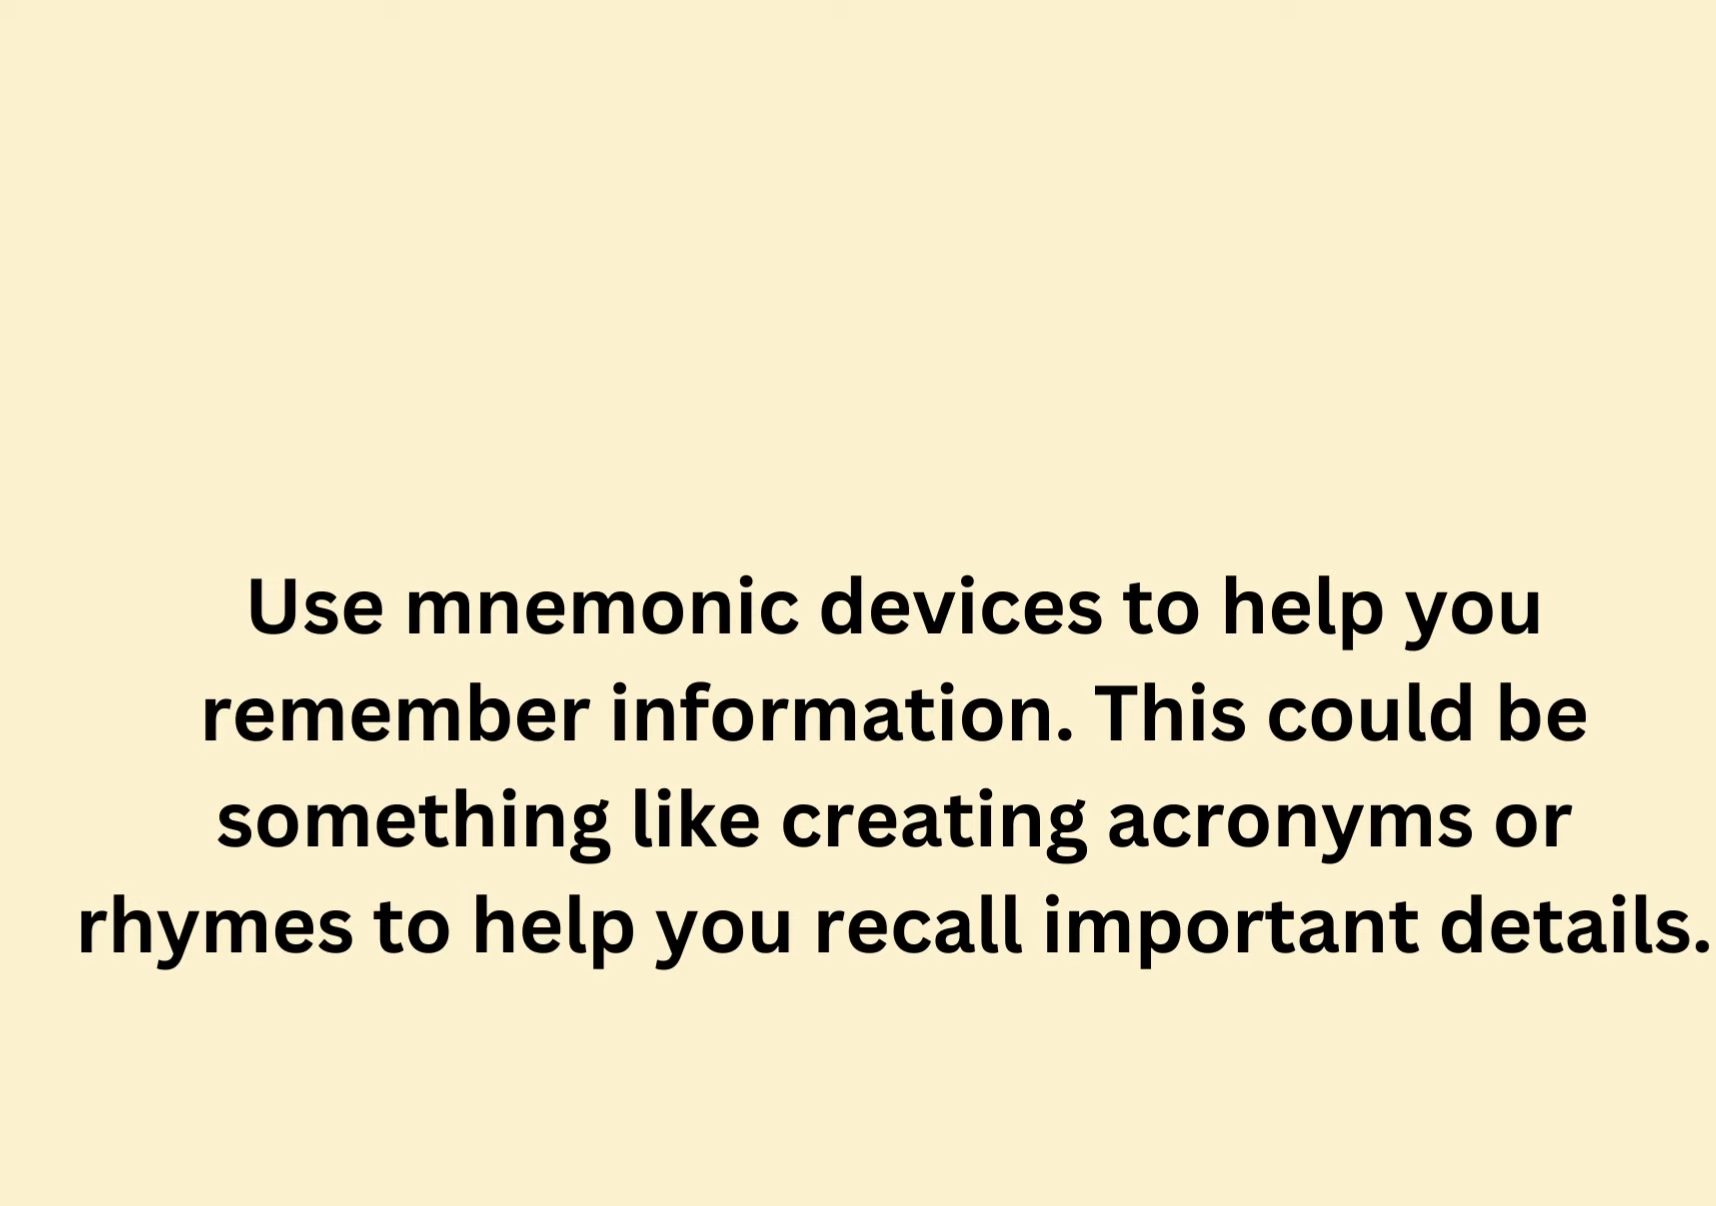 Use mnemonic devices to help you
remember information. This could be
something like creating acronyms or
rhymes to help you recall important details.